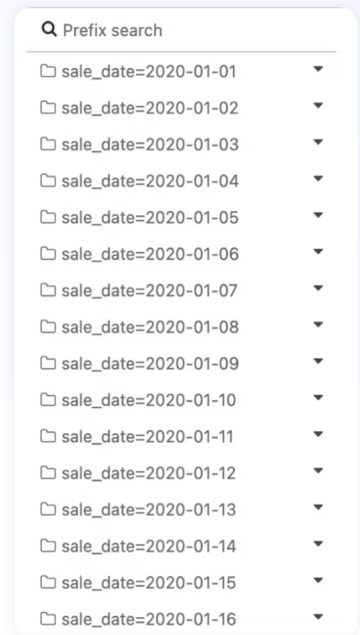 Prefix search
sale_date=2020-01-01
sale_date=2020-01-02
sale_date=2020-01-03
sale_date=2020-01-04
sale_date=2020-01-05
sale_date=2020-01-06
sale_date=2020-01-07
sale_date=2020-01-08
sale_date=2020-01-09
sale_date=2020-01-10
sale_date=2020-01-11
sale_date=2020-01-12
sale_date=2020-01-13
sale_date=2020-01-14
sale_date=2020-01-15
sale_date=2020-01-16